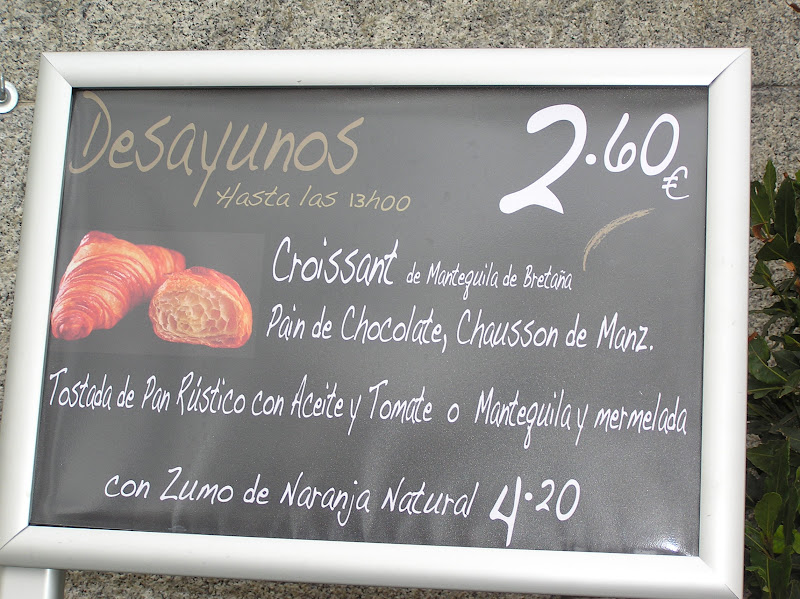 Desayunos 2.60€
Hasta las 13h00
Croissant de Mantequila de Bretaña
Pain de Chocolate, Chausson de Manz.
Tostada de Pan Rústico con Aceite y Tomate o Mantequila y mermelada
con Zumo de Naranja Natural 4.20